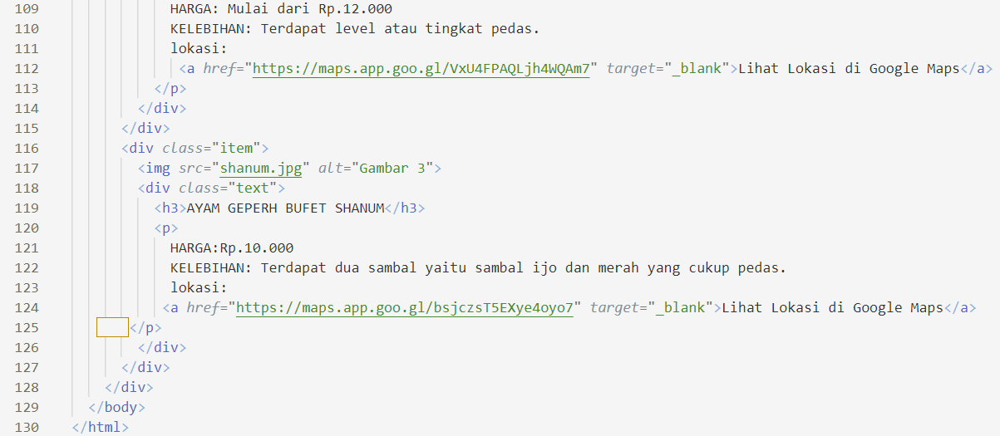 109 HARGA: Mulai dari Rp.12.000
110 KELEBIHAN: Terdapat level atau tingkat pedas.
111 lokasi:
112 <a href="https://maps.app.goo.gl/VxU4FPAQLjh4WQAm7" target="_blank">Lihat Lokasi di Google Maps</a>
113 </p>
114 </div>
115 </div>
116 <div class="item">
117 <img src="shanum.jpg" alt="Gambar 3">
118 <div class="text">
119 <h3>AYAM GEPERH BUFET SHANUM</h3>
120 <p>
121 HARGA:Rp.10.000
122 KELEBIHAN: Terdapat dua sambal yaitu sambal ijo dan merah yang cukup pedas.
123 lokasi:
124 <a href="https://maps.app.goo.gl/bsjczsT5EXye4oyo7" target="_blank">Lihat Lokasi di Google Maps</a>
125 </p>
126 </div>
127 </div>
128 </div>
129 </body>
130 </html>